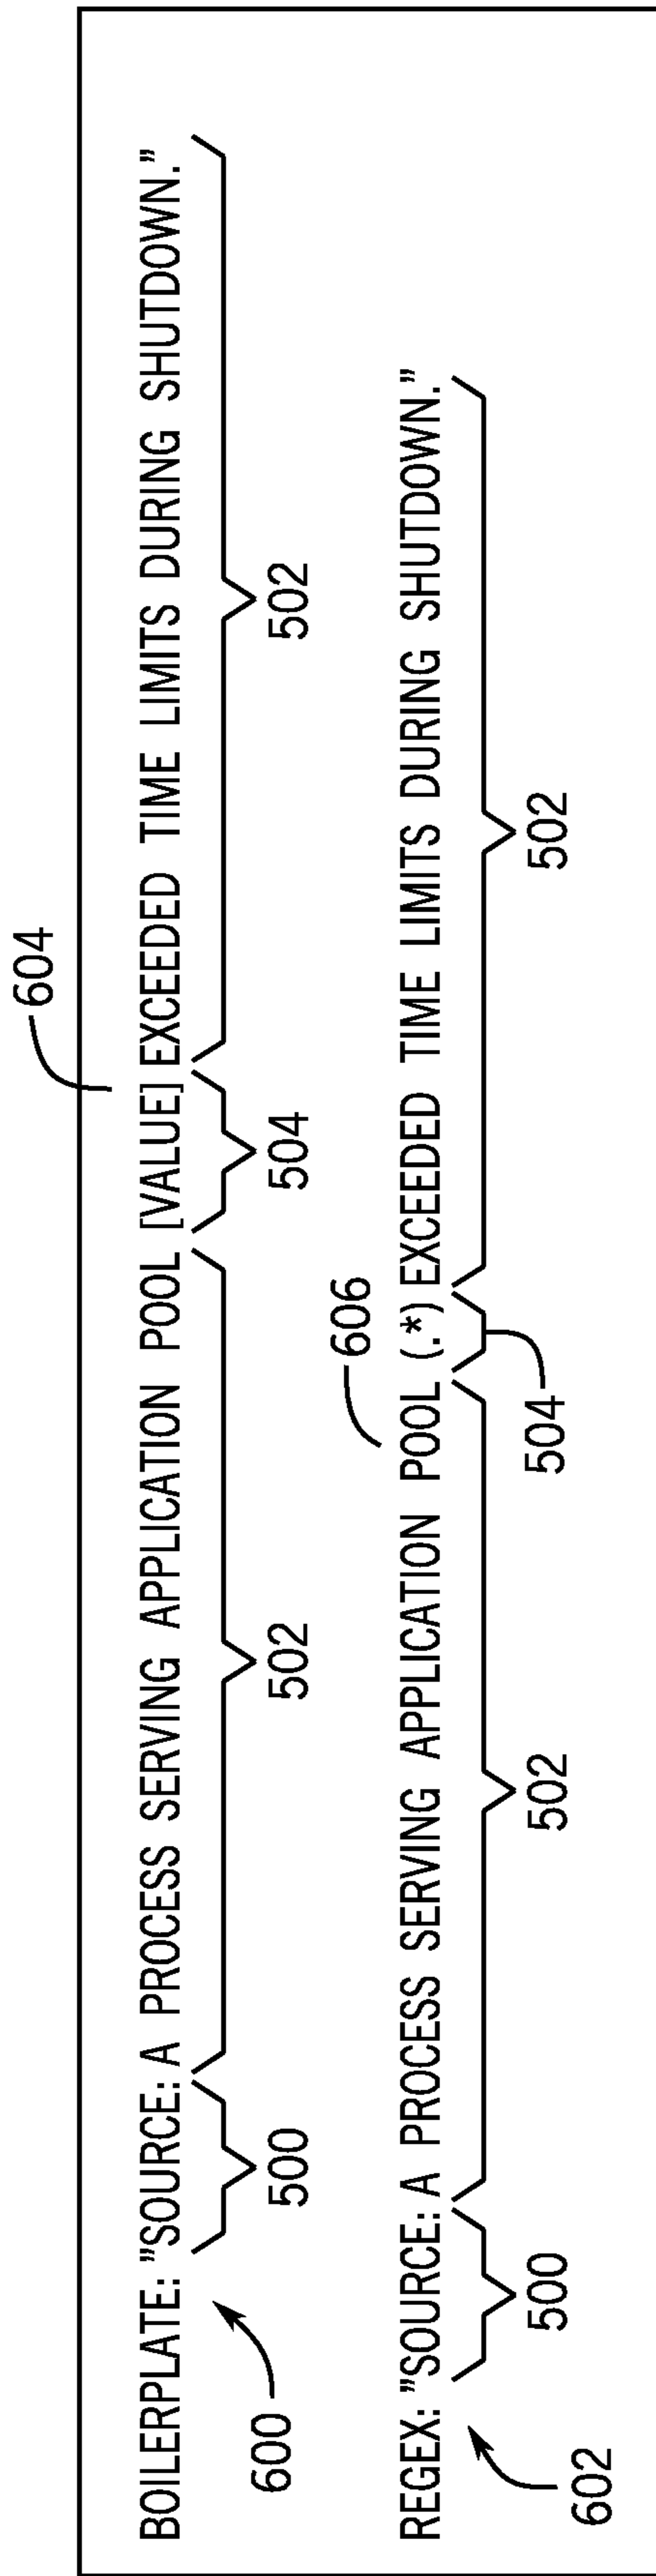 604
BOILERPLATE: "SOURCE: A PROCESS SERVING APPLICATION POOL [VALUE] EXCEEDED TIME LIMITS DURING SHUTDOWN."
600 500 502 504 502
606
REGEX: "SOURCE: A PROCESS SERVING APPLICATION POOL (.*) EXCEEDED TIME LIMITS DURING SHUTDOWN."
602 500 502 504 502